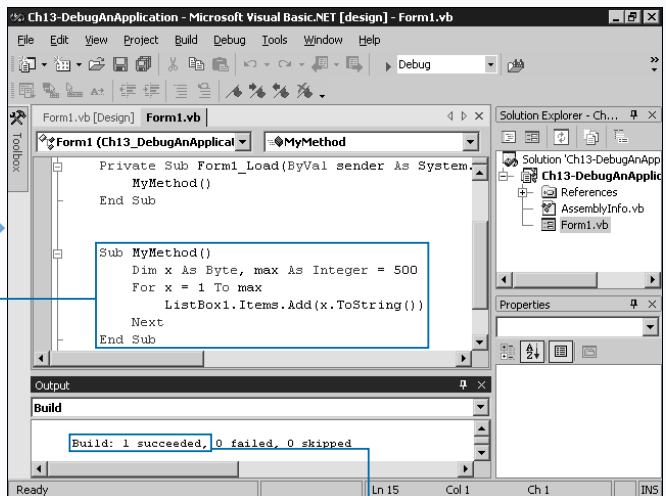 Ch13-DebugAnApplication - Microsoft Visual Basic.NET [design] - Form1.vb
File Edit View Project Build Debug Tools Window Help
Debug
Toolbox
Form1.vb [Design] Form1.vb
Form1 (Ch13_DebugAnApplicat MyMethod
Private Sub Form1_Load(ByVal sender As System.
MyMethod()
End Sub
Sub MyMethod()
Dim x As Byte, max As Integer = 500
For x = 1 To max
ListBox1.Items.Add(x.ToString())
Next
End Sub
Solution Explorer - Ch...
Solution 'Ch13-DebugAnApp
Ch13-DebugAnApplic
References
AssemblyInfo.vb
Form1.vb
Properties
Output
Build
Build: 1 succeeded, 0 failed, 0 skipped
Ready Ln 15 Col 1 Ch 1 INS